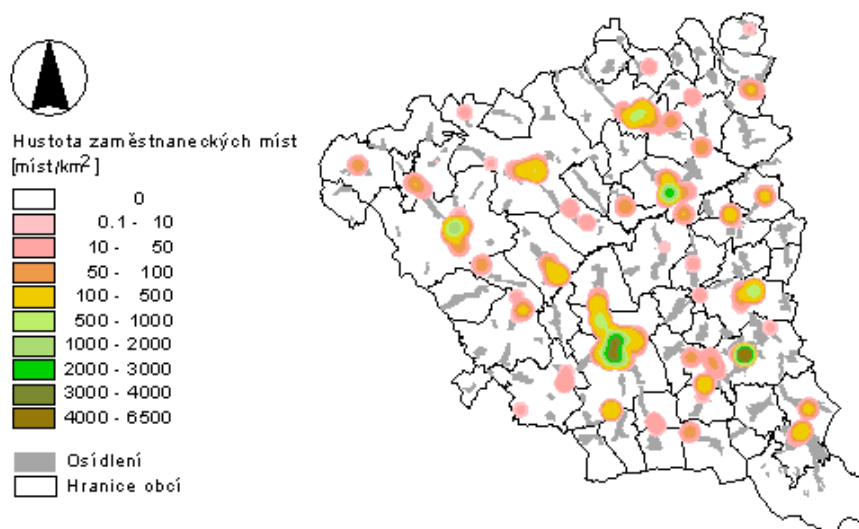 Hustota zaměstnaneckých míst
[míst/km²]
0
0.1 - 10
10 - 50
50 - 100
100 - 500
500 - 1000
1000 - 2000
2000 - 3000
3000 - 4000
4000 - 6500
Osídlení
Hranice obcí